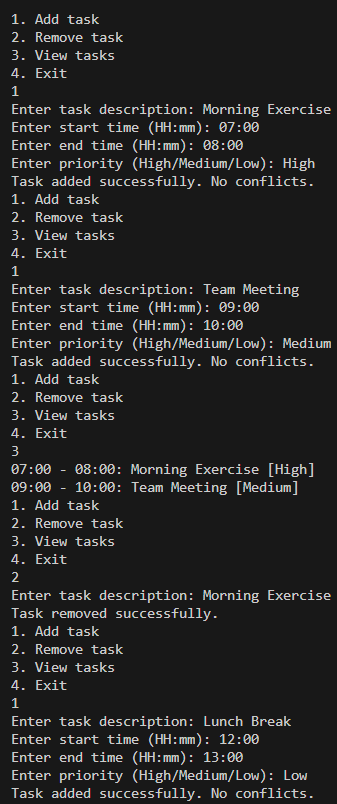 1. Add task
2. Remove task
3. View tasks
4. Exit
1
Enter task description: Morning Exercise
Enter start time (HH:mm): 07:00
Enter end time (HH:mm): 08:00
Enter priority (High/Medium/Low): High
Task added successfully. No conflicts.
1. Add task
2. Remove task
3. View tasks
4. Exit
1
Enter task description: Team Meeting
Enter start time (HH:mm): 09:00
Enter end time (HH:mm): 10:00
Enter priority (High/Medium/Low): Medium
Task added successfully. No conflicts.
1. Add task
2. Remove task
3. View tasks
4. Exit
3
07:00 - 08:00: Morning Exercise [High]
09:00 - 10:00: Team Meeting [Medium]
1. Add task
2. Remove task
3. View tasks
4. Exit
2
Enter task description: Morning Exercise
Task removed successfully.
1. Add task
2. Remove task
3. View tasks
4. Exit
1
Enter task description: Lunch Break
Enter start time (HH:mm): 12:00
Enter end time (HH:mm): 13:00
Enter priority (High/Medium/Low): Low
Task added successfully. No conflicts.